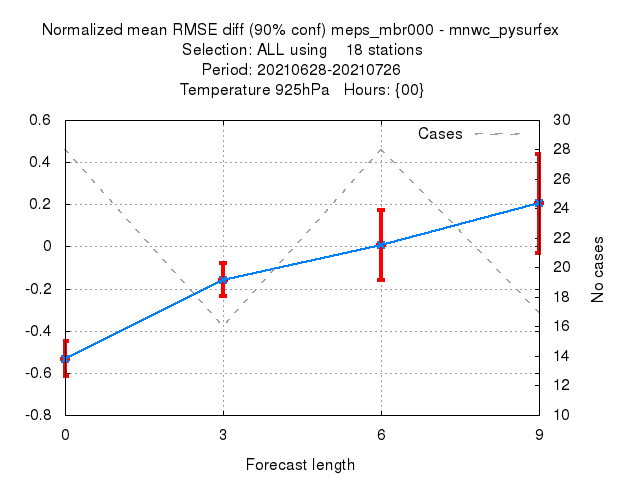 Normalized mean RMSE diff (90% conf) meps_mbr000 - mnwc_pysurfex
Selection: ALL using 18 stations
Period: 20210628-20210726
Temperature 925hPa Hours: {00}
Cases
0.6
0.4
0.2
0
-0.2
-0.4
-0.6
-0.8
30
28
26
24
22
20
18
16
14
12
10
No cases
0 3 6 9
Forecast length